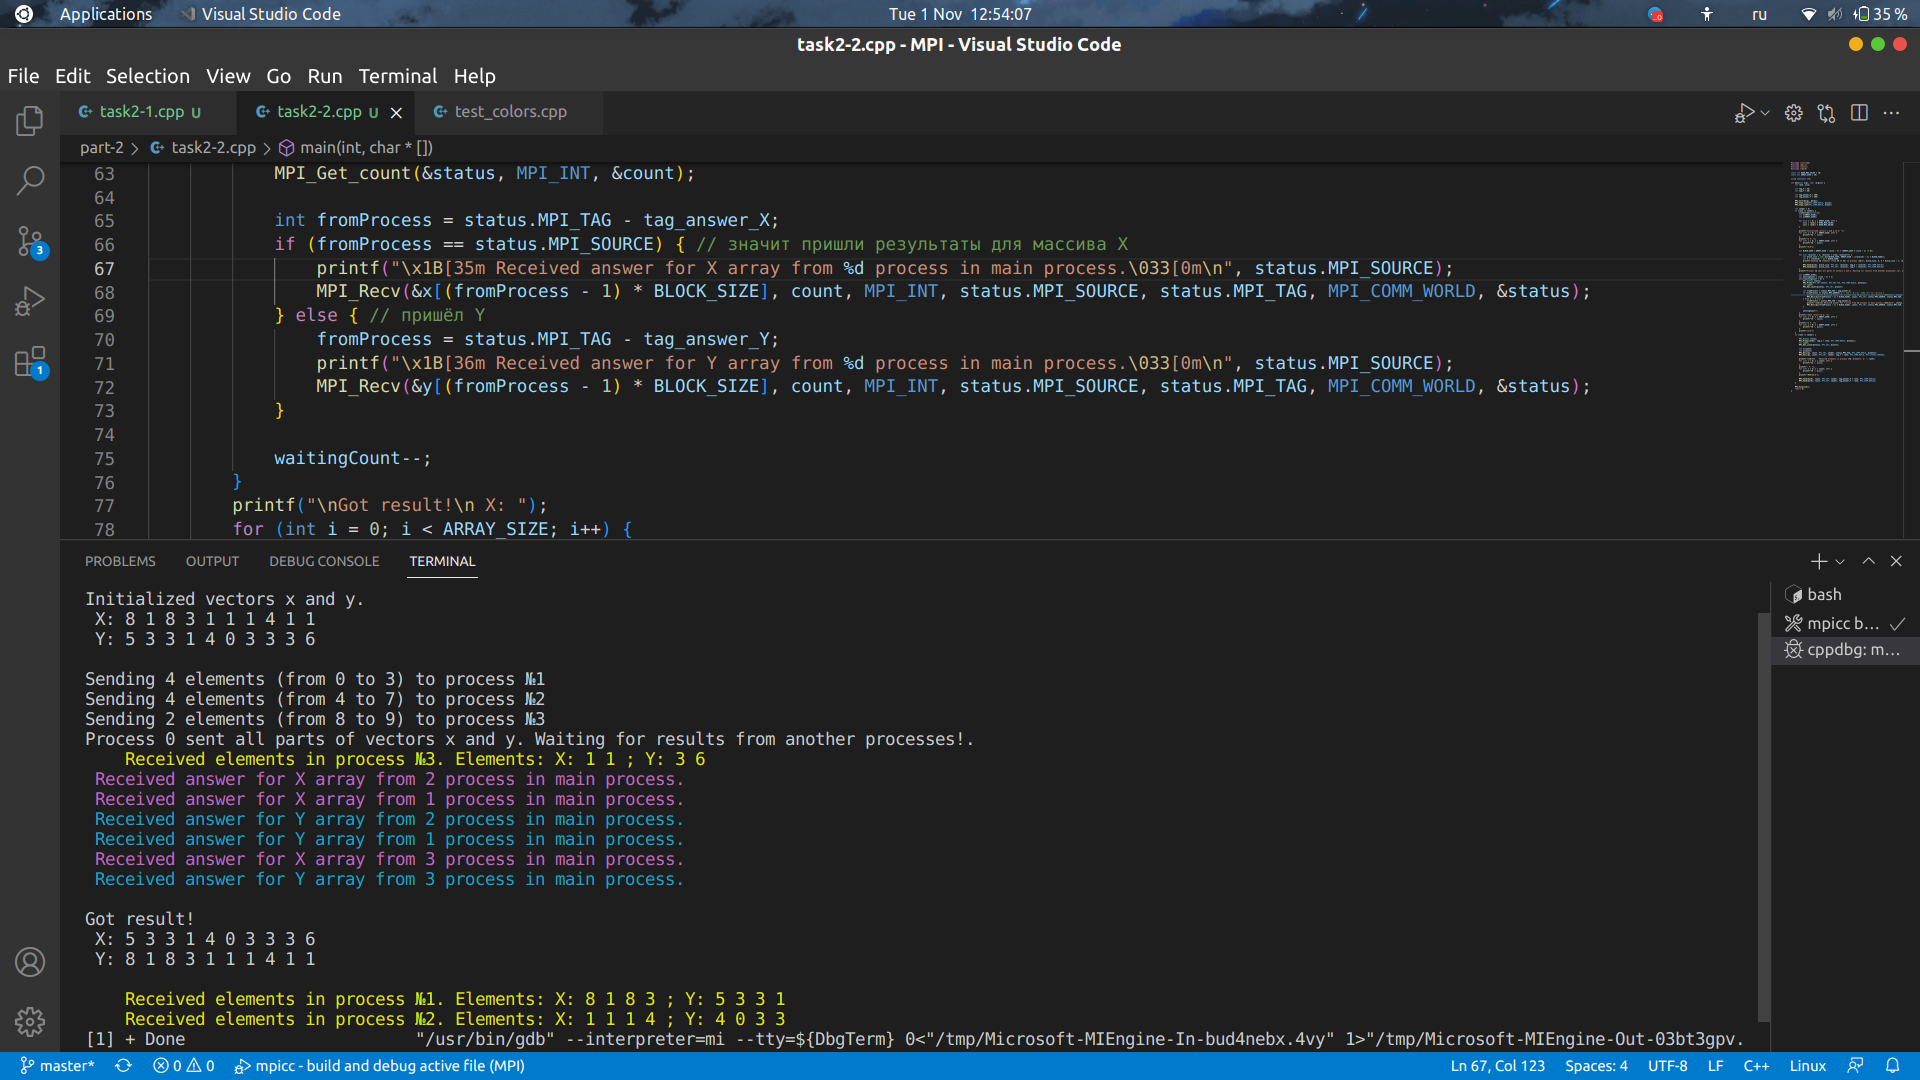 Applications Visual Studio Code Tue 1 Nov 12:54:07 ru 35 %
task2-2.cpp - MPI - Visual Studio Code
File Edit Selection View Go Run Terminal Help
task2-1.cpp U task2-2.cpp U test_colors.cpp
part-2 > task2-2.cpp > main(int, char * [])
63 MPI_Get_count(&status, MPI_INT, &count);
64
65 int fromProcess = status.MPI_TAG - tag_answer_X;
66 if (fromProcess == status.MPI_SOURCE) { // значит пришли результаты для массива X
67 printf("\x1B[35m Received answer for X array from %d process in main process.\033[0m\n", status.MPI_SOURCE);
68 MPI_Recv(&x[(fromProcess - 1) * BLOCK_SIZE], count, MPI_INT, status.MPI_SOURCE, status.MPI_TAG, MPI_COMM_WORLD, &status);
69 } else { // пришёл Y
70 fromProcess = status.MPI_TAG - tag_answer_Y;
71 printf("\x1B[36m Received answer for Y array from %d process in main process.\033[0m\n", status.MPI_SOURCE);
72 MPI_Recv(&y[(fromProcess - 1) * BLOCK_SIZE], count, MPI_INT, status.MPI_SOURCE, status.MPI_TAG, MPI_COMM_WORLD, &status);
73 }
74
75 waitingCount--;
76 }
77 printf("\nGot result!\n X: ");
78 for (int i = 0; i < ARRAY_SIZE; i++) {
3
1
PROBLEMS OUTPUT DEBUG CONSOLE TERMINAL
bash
mpicc b...
cppdbg: m...
Initialized vectors x and y.
X: 8 1 8 3 1 1 1 4 1 1
Y: 5 3 3 1 4 0 3 3 3 6
Sending 4 elements (from 0 to 3) to process №1
Sending 4 elements (from 4 to 7) to process №2
Sending 2 elements (from 8 to 9) to process №3
Process 0 sent all parts of vectors x and y. Waiting for results from another processes!.
Received elements in process №3. Elements: X: 1 1 ; Y: 3 6
Received answer for X array from 2 process in main process.
Received answer for X array from 1 process in main process.
Received answer for Y array from 2 process in main process.
Received answer for Y array from 1 process in main process.
Received answer for X array from 3 process in main process.
Received answer for Y array from 3 process in main process.
Got result!
X: 5 3 3 1 4 0 3 3 3 6
Y: 8 1 8 3 1 1 1 4 1 1
Received elements in process №1. Elements: X: 8 1 8 3 ; Y: 5 3 3 1
Received elements in process №2. Elements: X: 1 1 1 4 ; Y: 4 0 3 3
[1] + Done "/usr/bin/gdb" --interpreter=mi --tty=${DbgTerm} 0<"/tmp/Microsoft-MIEngine-In-bud4nebx.4vy" 1>"/tmp/Microsoft-MIEngine-Out-03bt3gpv.
master* 0 0 mpicc - build and debug active file (MPI) Ln 67, Col 123 Spaces: 4 UTF-8 LF C++ Linux